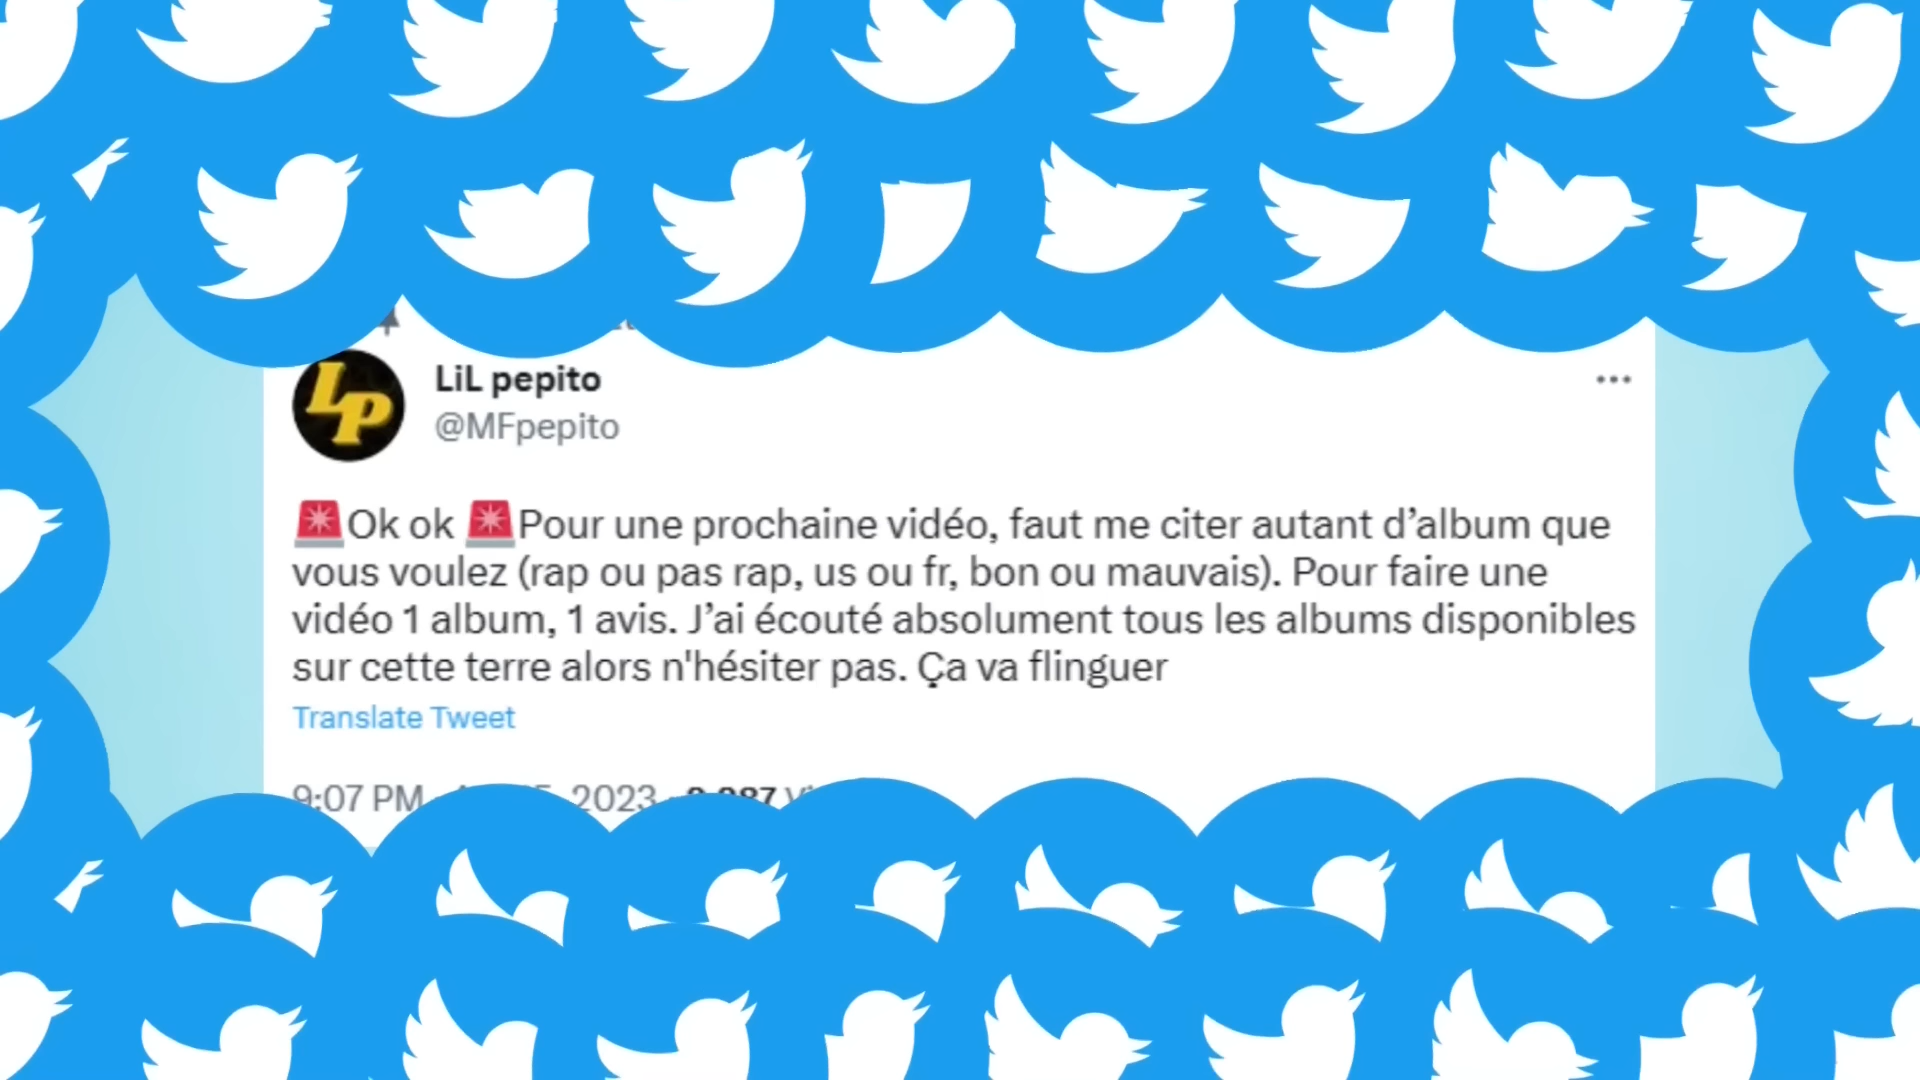 LP
LiL pepito
@MFpepito
🚨Ok ok 🚨Pour une prochaine vidéo, faut me citer autant d’album que
vous voulez (rap ou pas rap, us ou fr, bon ou mauvais). Pour faire une
vidéo 1 album, 1 avis. J’ai écouté absolument tous les albums disponibles
sur cette terre alors n'hésiter pas. Ça va flinguer
Translate Tweet
9:07 PM 2023